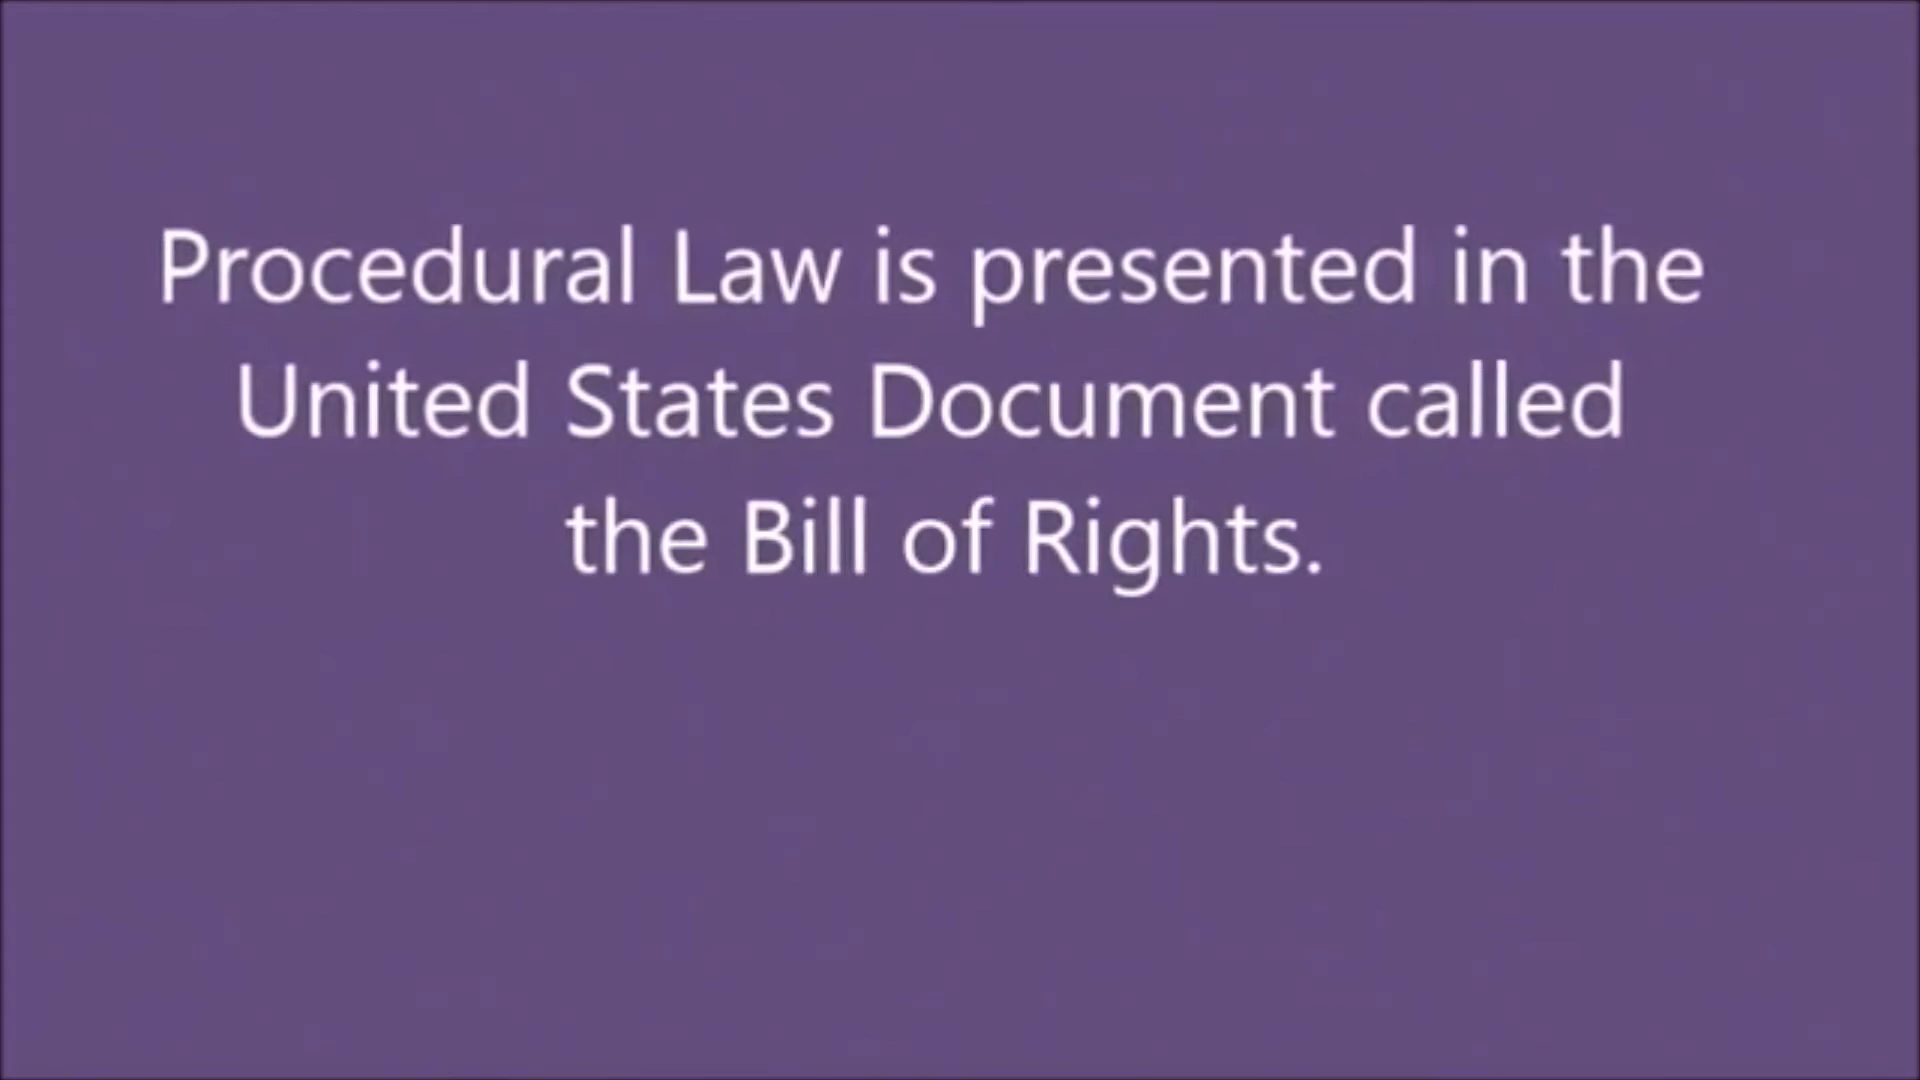 Procedural Law is presented in the
United States Document called
the Bill of Rights.